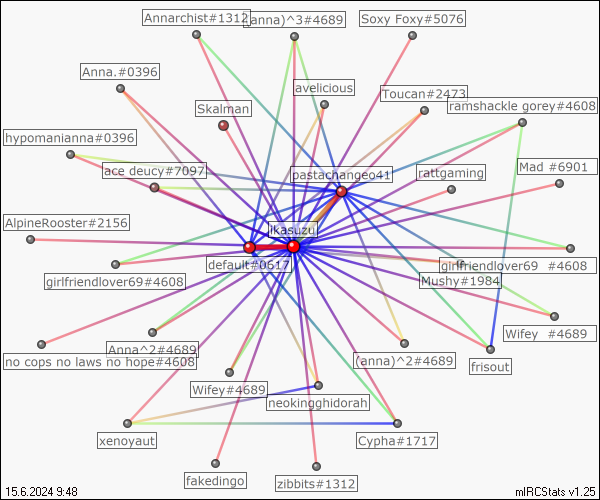 Annarchist#1312
(anna)^3#4689
Soxy Foxy#5076
Anna.#0396
avelicious
Toucan#2473
ramshackle gorey#4608
Skalman
hypomanianna#0396
ace deucy#7097
pastachangeo41
rattgaming
Mad #6901
AlpineRooster#2156
ikasuzu
default#0617
girlfriendlover69 #4608
girlfriendlover69#4608
Mushy#1984
Wifey #4689
Anna^2#4689
no cops no laws no hope#4608
(anna)^2#4689
frisout
Wifey#4689
neokingghidorah
xenoyaut
Cypha#1717
fakedingo
zibbits#1312
15.6.2024 9:48
mIRCStats v1.25